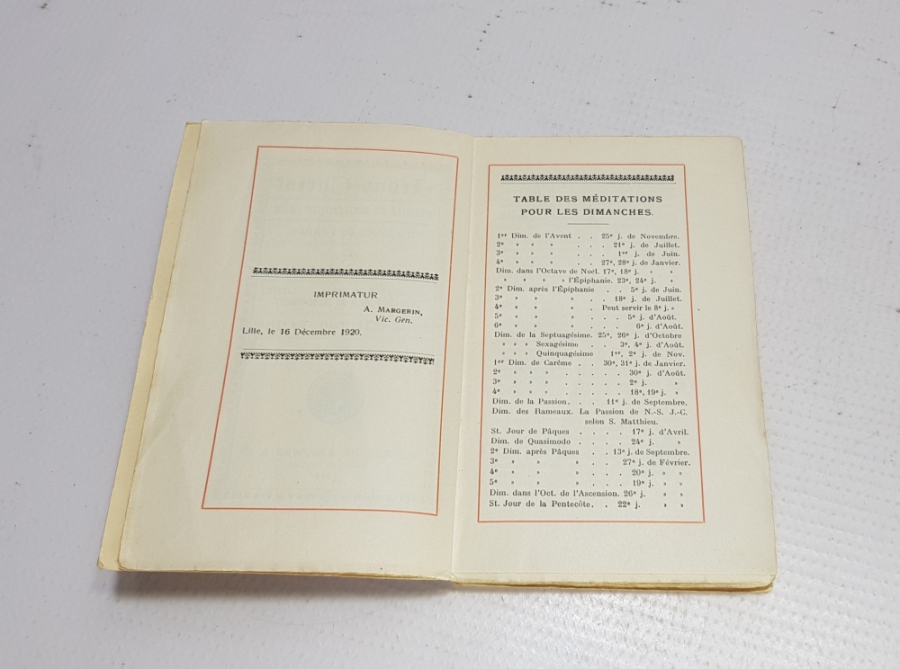 IMPRIMATUR
A. MARGERIN,
Vic. Gen.
Lille, le 16 Décembre 1920.
TABLE DES MÉDITATIONS
POUR LES DIMANCHES.
1er Dim. de l'Avent . . 25e j. de Novembre.
2e » » » . . . 21e j. de Juillet.
3e » » » . . . 1er j. de Juin.
4e » » » . . 27e, 28e j. de Janvier.
Dim. dans l'Octave de Noël. 17e, 18e j. » »
» » » » l'Épiphanie. 23e, 24e j. » »
2e Dim. après l'Épiphanie . . 5e j. de Juin.
3e » » » . . 18e j. de Juillet.
4e » » » . Peut servir le 8e j. »
5e » » » . . . 5e j. d'Août.
6e » » » . . . 6e j. d'Août.
Dim. de la Septuagésime. 25e, 26e j. d'Octobre
» » » Sexagésime . . 3e, 4e j. d'Août.
» » » Quinquagésime 1er, 2e j. de Nov.
1er Dim. de Carême . . 30e, 31e j. de Janvier.
2e » » » . . . . . 30e j. d'Août.
3e » » » . . . . . 2e j. »
4e » » » . . . . . 18e, 19e j. »
Dim. de la Passion. . . 11e j. de Septembre.
Dim. des Rameaux. La Passion de N.-S. J.-C.
selon S. Matthieu.
St. Jour de Pâques . . . . 17e j. d'Avril.
Dim. de Quasimodo . . . . 24e j. »
2e Dim. après Pâques . . 13e j. de Septembre.
3e » » » . . 27e j. de Février.
4e » » » . . . 20e j. » »
5e » » » . . . 19e j. » »
Dim. dans l'Oct. de l'Ascension. 26e j. » »
St. Jour de la Pentecôte. . 22e j. » »